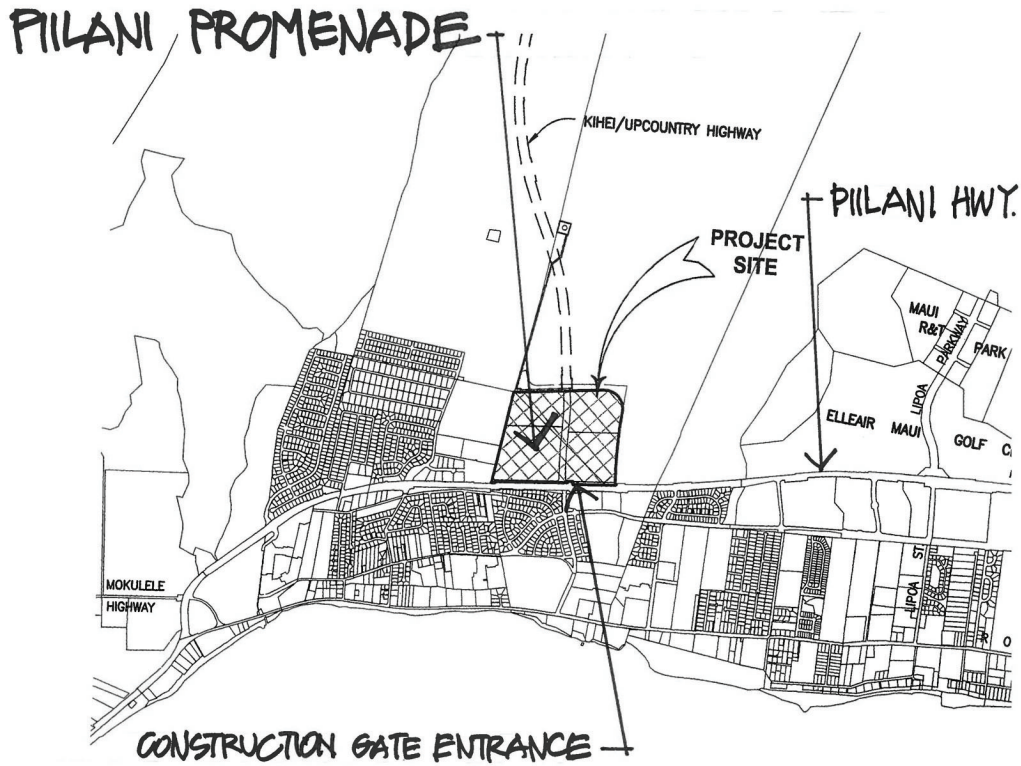 PIILANI PROMENADE
KIHEI/UPCOUNTRY HIGHWAY
PIILANI HWY.
PROJECT
SITE
MAUI
R&T
PARKWAY
PARK
LIPOA
ELLEAIR MAUI GOLF C
MOKULELE
HIGHWAY
LIPOA ST
R O
CONSTRUCTION GATE ENTRANCE